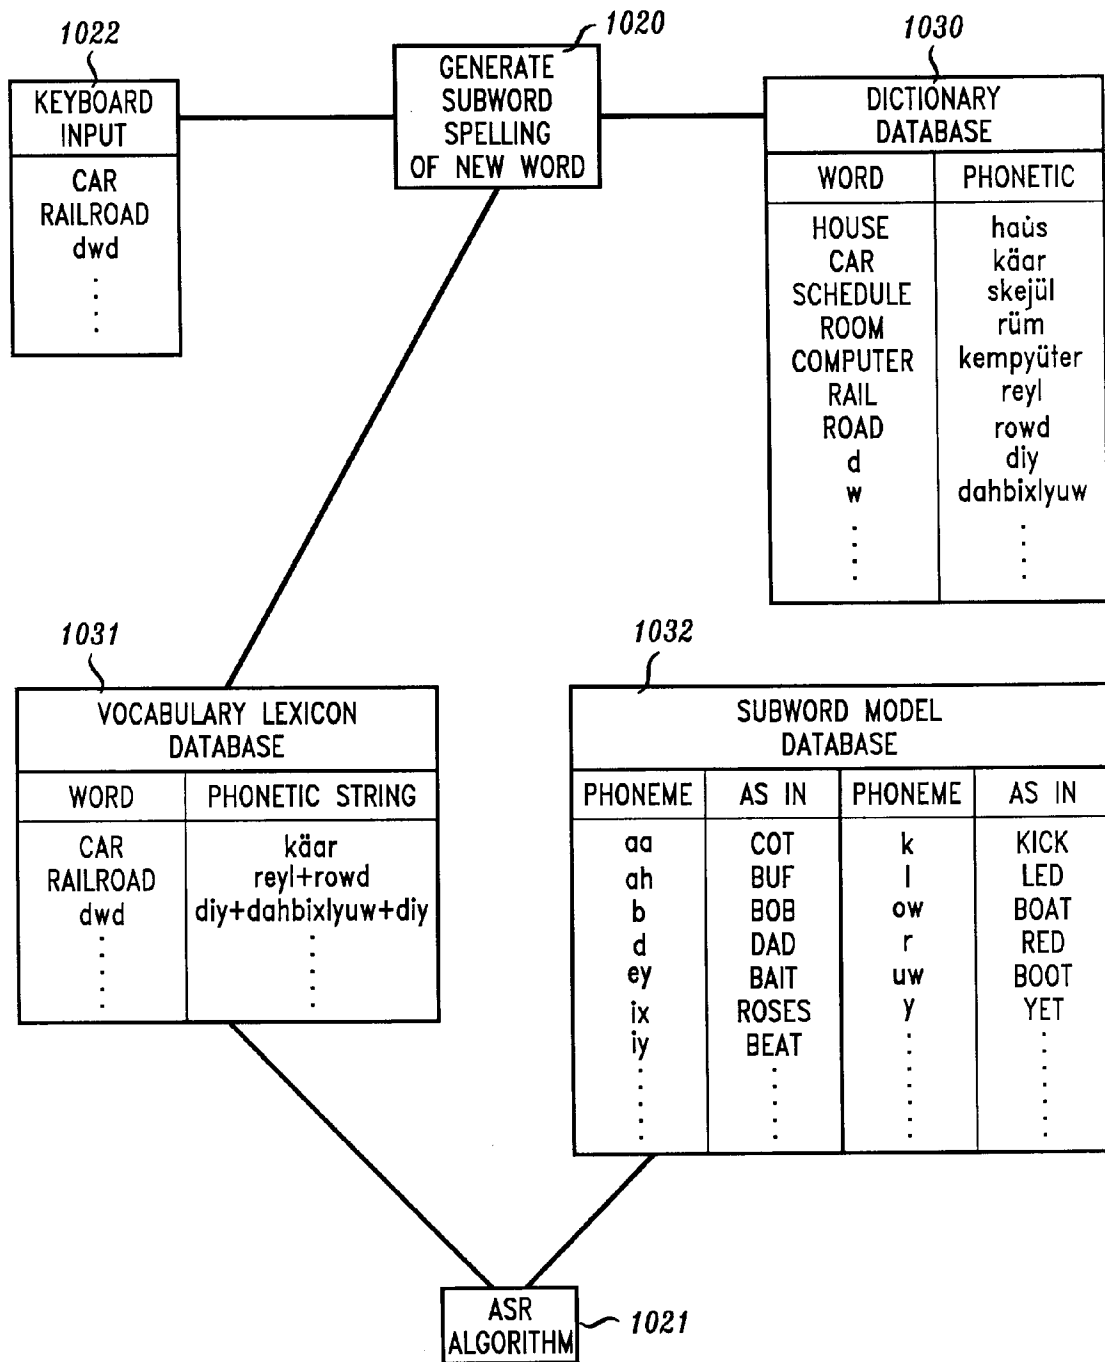 1022
KEYBOARD
INPUT
CAR
RAILROAD
dwd
1020
GENERATE
SUBWORD
SPELLING
OF NEW WORD
1030
DICTIONARY
DATABASE
WORD PHONETIC
HOUSE hau̇s
CAR käar
SCHEDULE skejül
ROOM rüm
COMPUTER kempyüter
RAIL reyl
ROAD rowd
d diy
w dahbixlyuw
1031
VOCABULARY LEXICON
DATABASE
WORD PHONETIC STRING
CAR käar
RAILROAD reyl+rowd
dwd diy+dahbixlyuw+diy
1032
SUBWORD MODEL
DATABASE
PHONEME AS IN PHONEME AS IN
aa COT k KICK
ah BUF l LED
b BOB ow BOAT
d DAD r RED
ey BAIT uw BOOT
ix ROSES y YET
iy BEAT
ASR
ALGORITHM
1021